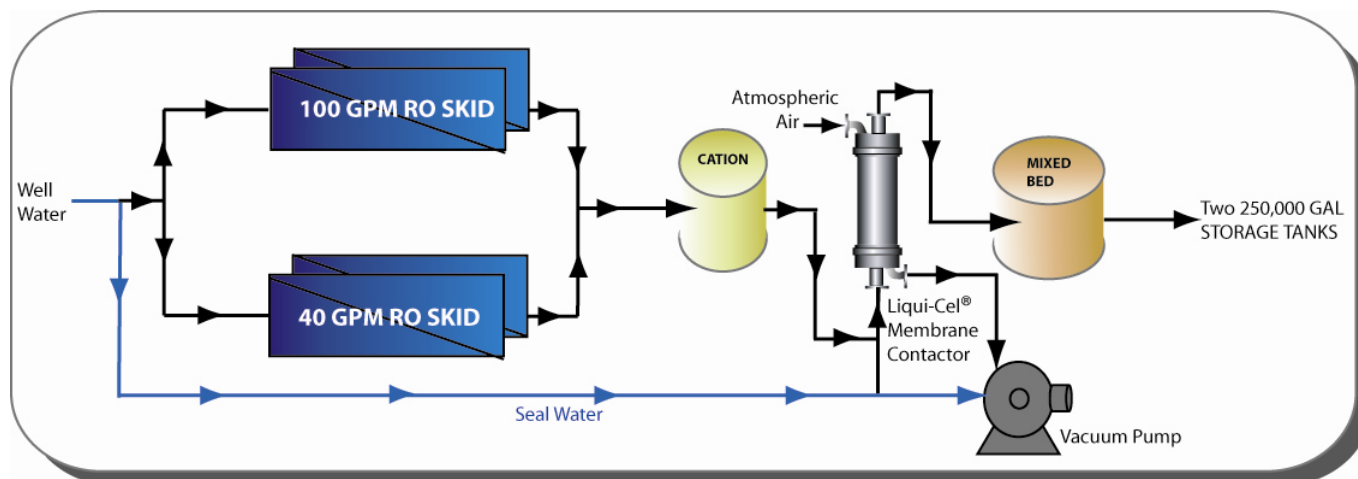 Well
Water
100 GPM RO SKID
40 GPM RO SKID
Seal Water
CATION
Atmospheric
Air
Liqui-Cel®
Membrane
Contactor
MIXED
BED
Two 250,000 GAL
STORAGE TANKS
Vacuum Pump